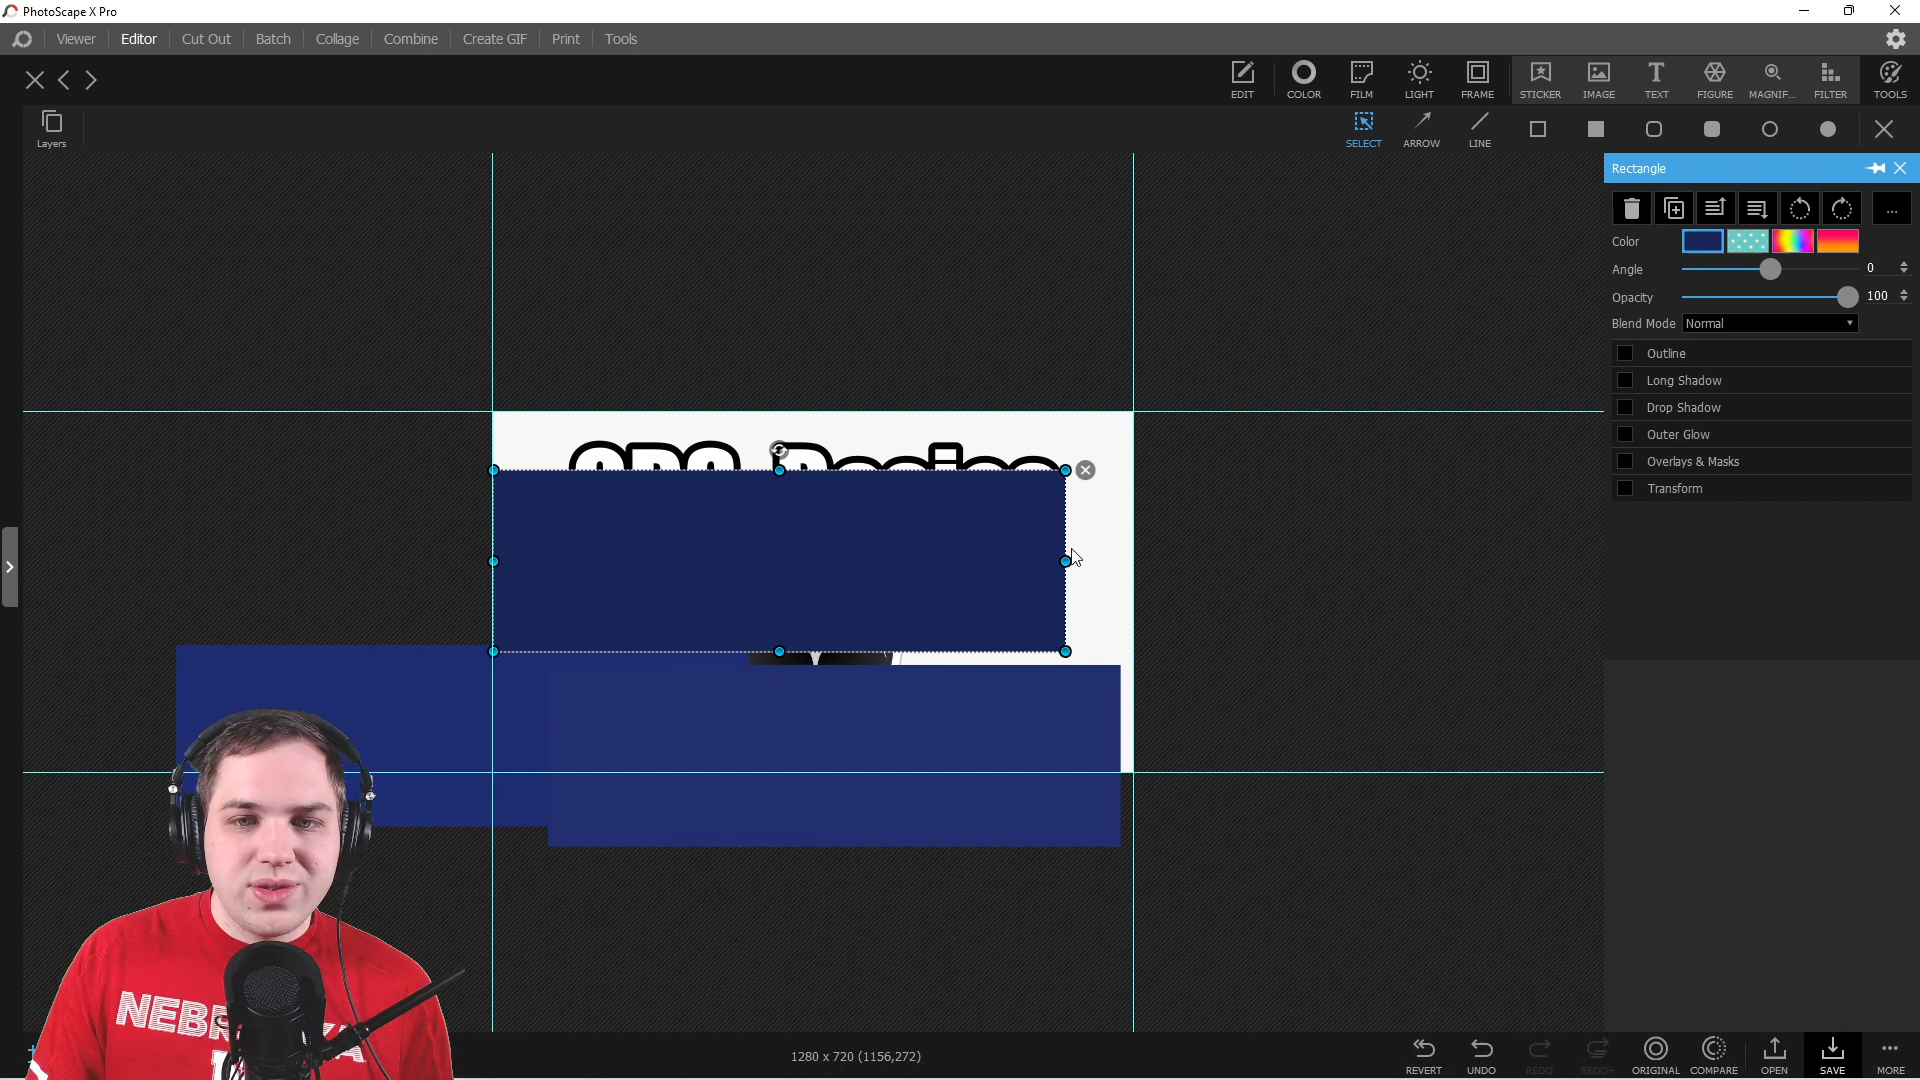 PhotoScape X Pro
Viewer Editor Cut Out Batch Collage Combine Create GIF Print Tools
EDIT COLOR FILM LIGHT FRAME STICKER IMAGE TEXT FIGURE MAGNIF... FILTER TOOLS
Layers SELECT ARROW LINE
Rectangle
...
Color
Angle 0
Opacity 100
Blend Mode Normal
Outline
Long Shadow
Drop Shadow
Outer Glow
Overlays & Masks
Transform
1280 x 720 (1156,272)
REVERT UNDO REDO REDO+ ORIGINAL COMPARE OPEN SAVE MORE